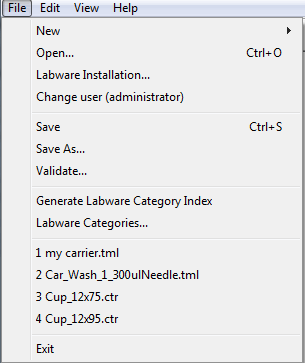 File Edit View Help
New
Open... Ctrl+O
Labware Installation...
Change user (administrator)
Save Ctrl+S
Save As...
Validate...
Generate Labware Category Index
Labware Categories...
1 my carrier.tml
2 Car_Wash_1_300ulNeedle.tml
3 Cup_12x75.ctr
4 Cup_12x95.ctr
Exit